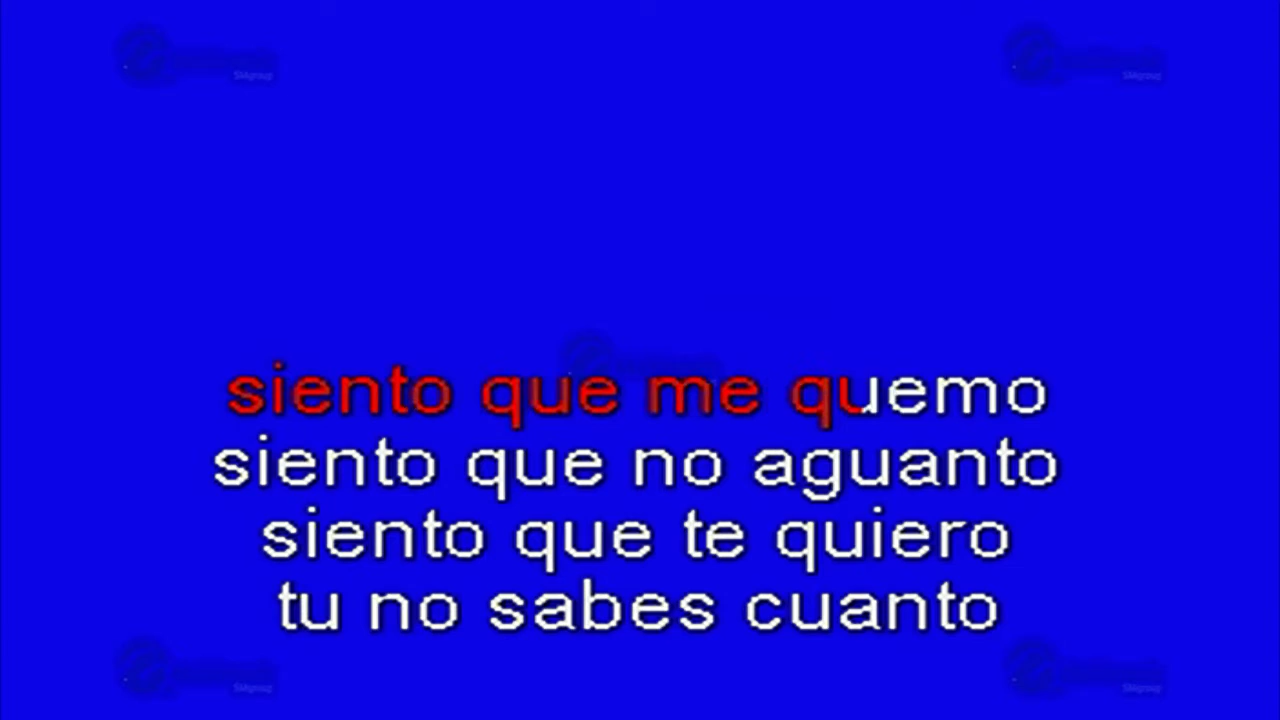 siento que me quemo
siento que no aguanto
siento que te quiero
tu no sabes cuanto